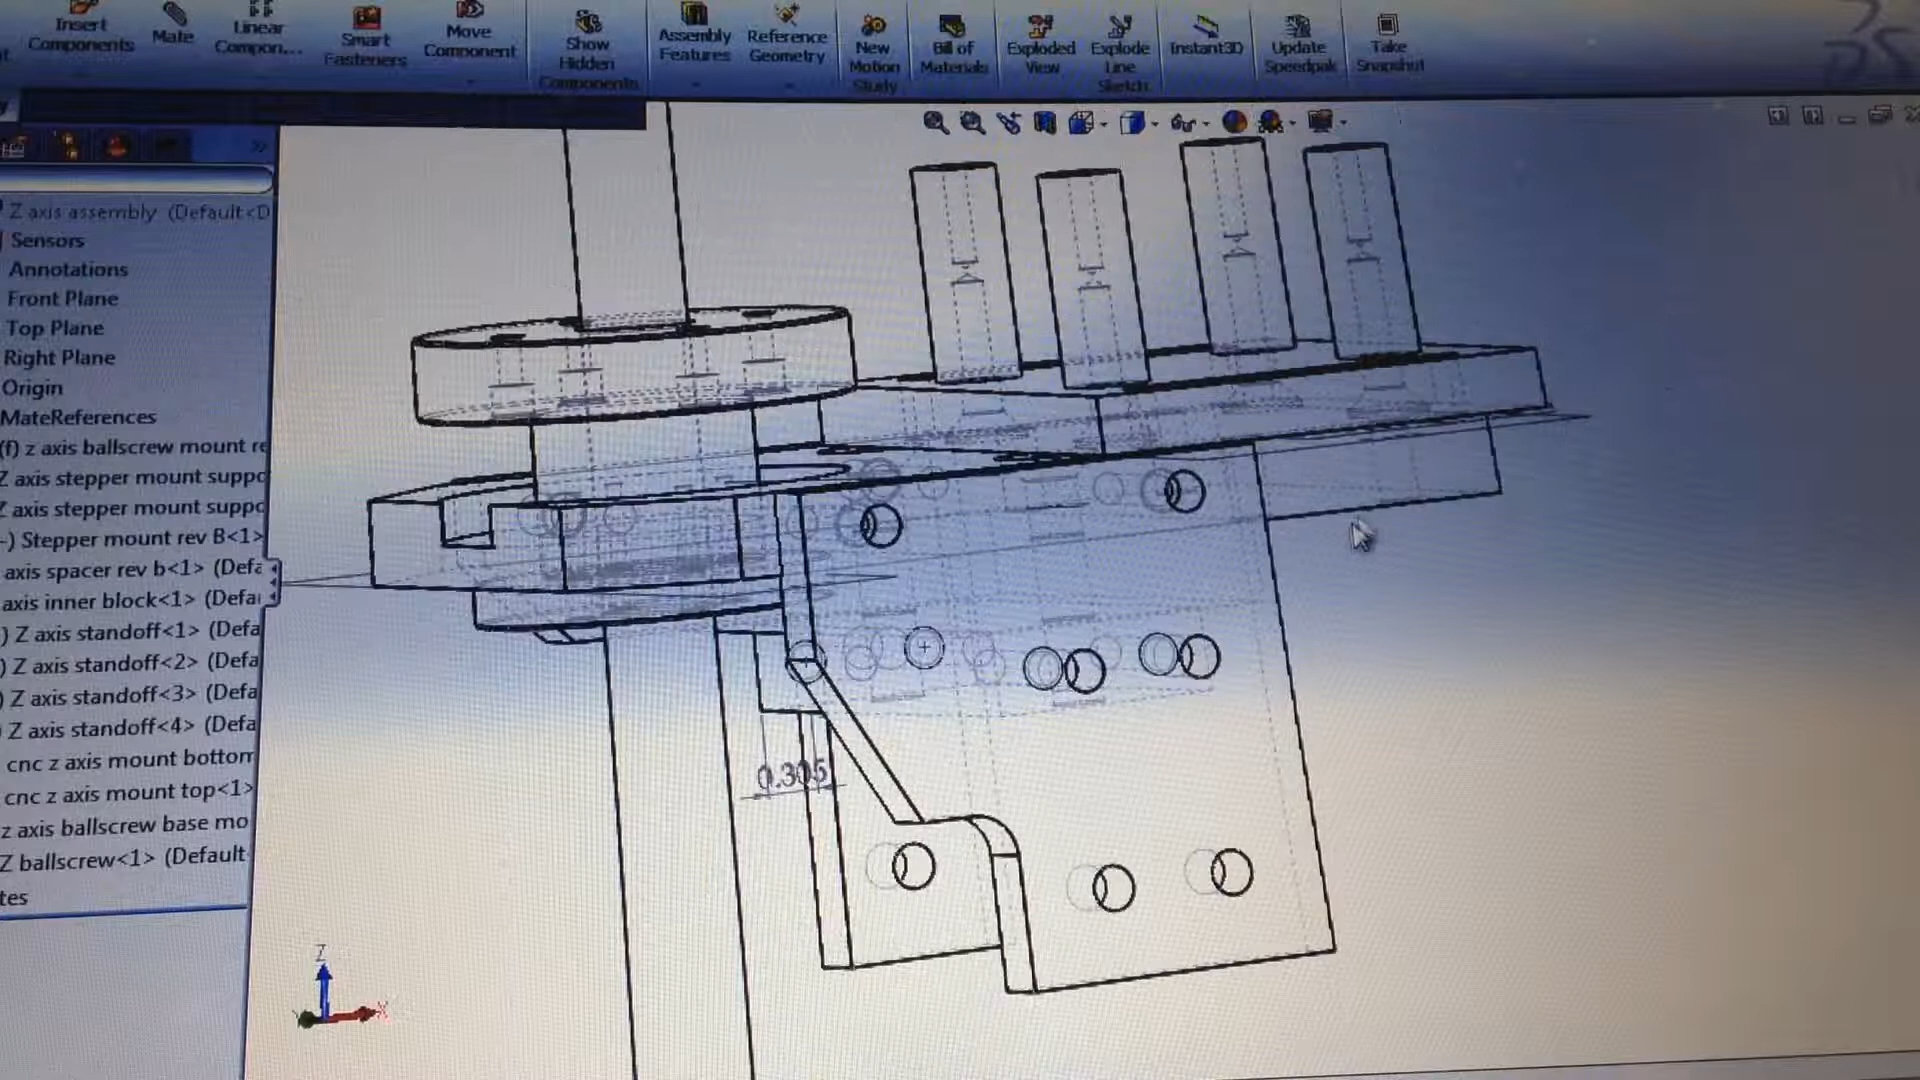 Insert
Components
Mate
Linear
Compon...
Smart
Fasteners
Move
Component
Show
Hidden
Components
Assembly
Features
Reference
Geometry
New
Motion
Study
Bill of
Materials
Exploded
View
Explode
Line
Sketch
Instant3D
Update
Speedpak
Take
Snapshot
Z axis assembly (Default<D
Sensors
Annotations
Front Plane
Top Plane
Right Plane
Origin
MateReferences
(f) z axis ballscrew mount re
Z axis stepper mount suppo
Z axis stepper mount suppo
-) Stepper mount rev B<1>
axis spacer rev b<1> (Defa
axis inner block<1> (Defa
) Z axis standoff<1> (Defa
) Z axis standoff<2> (Defa
) Z axis standoff<3> (Defa
Z axis standoff<4> (Defa
cnc z axis mount bottom
cnc z axis mount top<1>
z axis ballscrew base mo
Z ballscrew<1> (Default
tes
0.305
Z
X